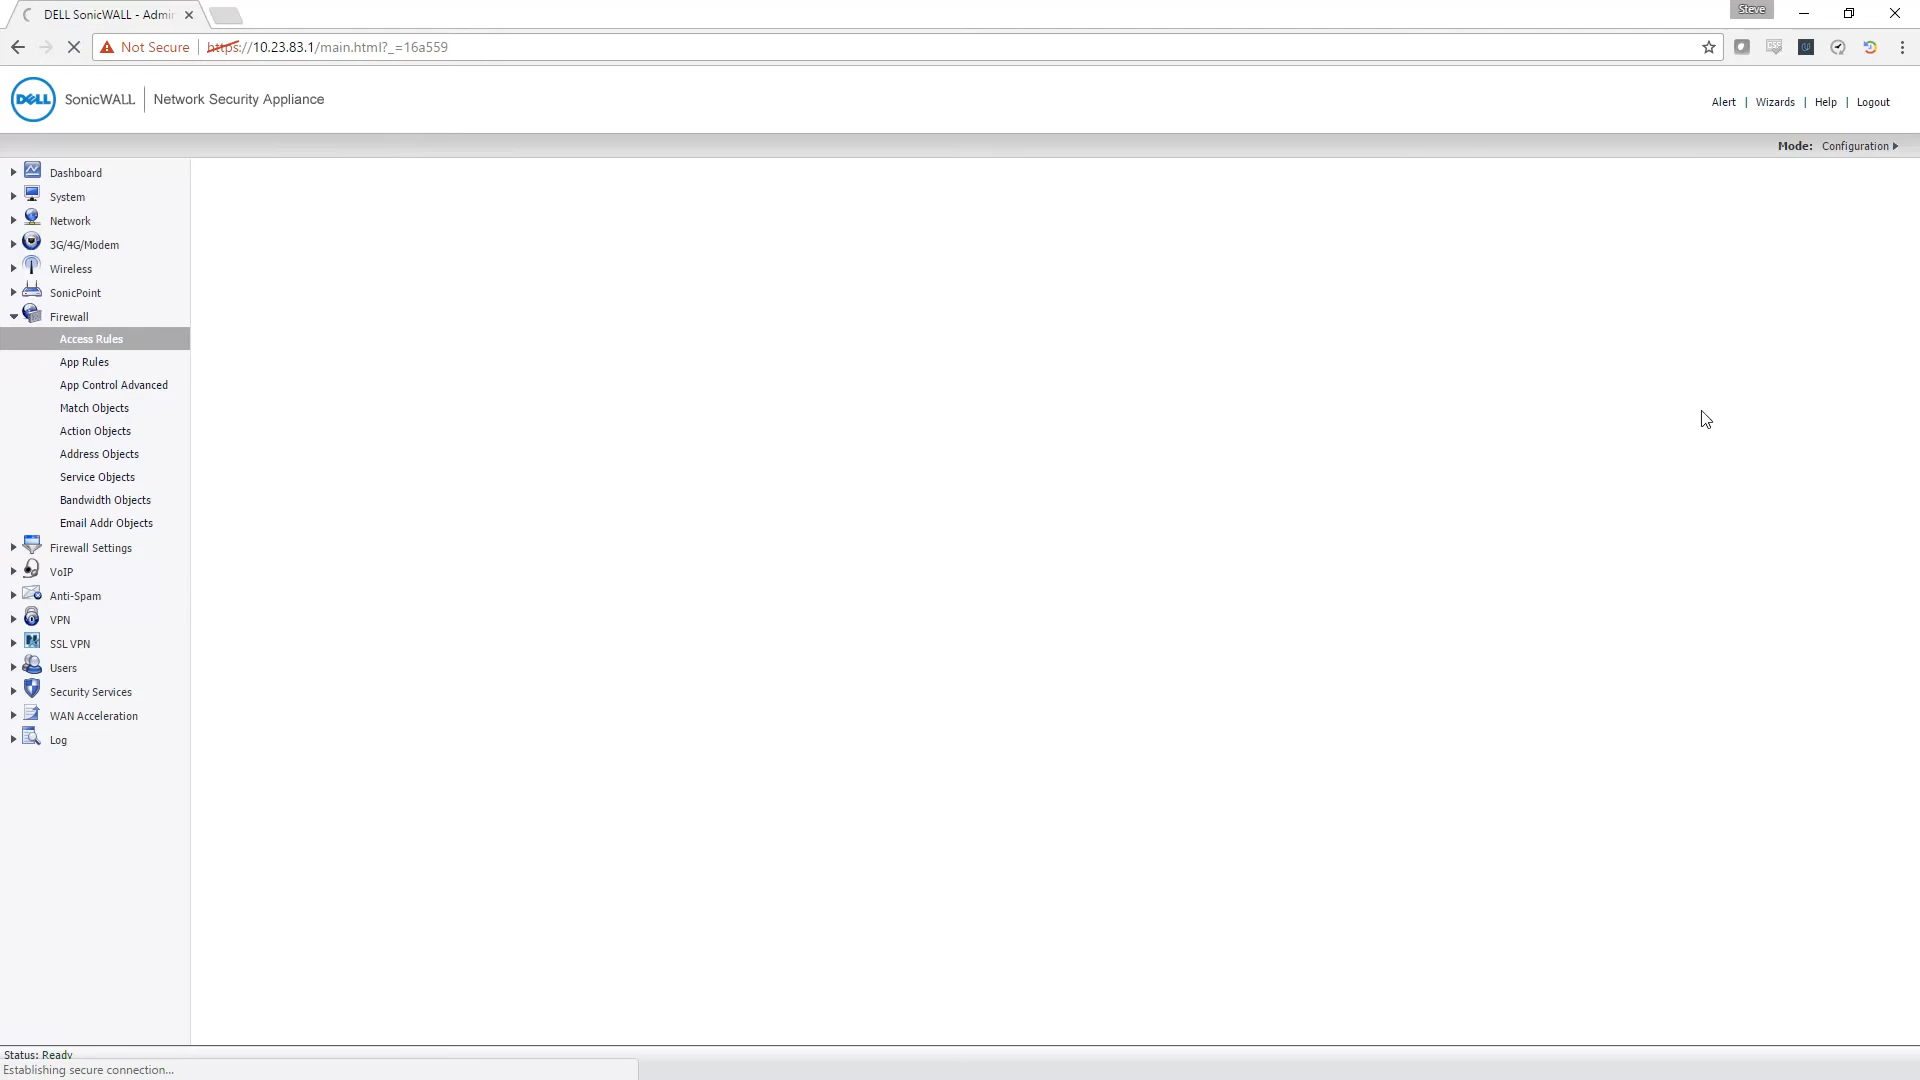 DELL SonicWALL - Admi
Steve
Not Secure
https://10.23.83.1/main.html?_=16a559
DELL
SonicWALL
Network Security Appliance
Alert | Wizards | Help | Logout
Mode: Configuration
Dashboard
System
Network
3G/4G/Modem
Wireless
SonicPoint
Firewall
Access Rules
App Rules
App Control Advanced
Match Objects
Action Objects
Address Objects
Service Objects
Bandwidth Objects
Email Addr Objects
Firewall Settings
VoIP
Anti-Spam
VPN
SSL VPN
Users
Security Services
WAN Acceleration
Log
Status: Ready
Establishing secure connection...